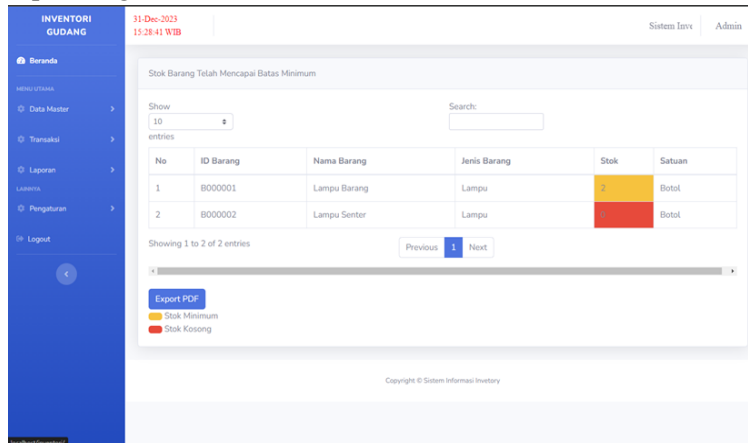 INVENTORI
GUDANG
31-Dec-2023
15:28:41 WIB
Sistem Inve
Admin
Beranda
MENU UTAMA
Data Master
Transaksi
Laporan
LAINNYA
Pengaturan
Logout
Stok Barang Telah Mencapai Batas Minimum
Show
10
entries
Search:
No ID Barang Nama Barang Jenis Barang Stok Satuan
1 B000001 Lampu Barang Lampu 2 Botol
2 B000002 Lampu Senter Lampu 0 Botol
Showing 1 to 2 of 2 entries
Previous 1 Next
Export PDF
Stok Minimum
Stok Kosong
Copyright © Sistem Informasi Invetory